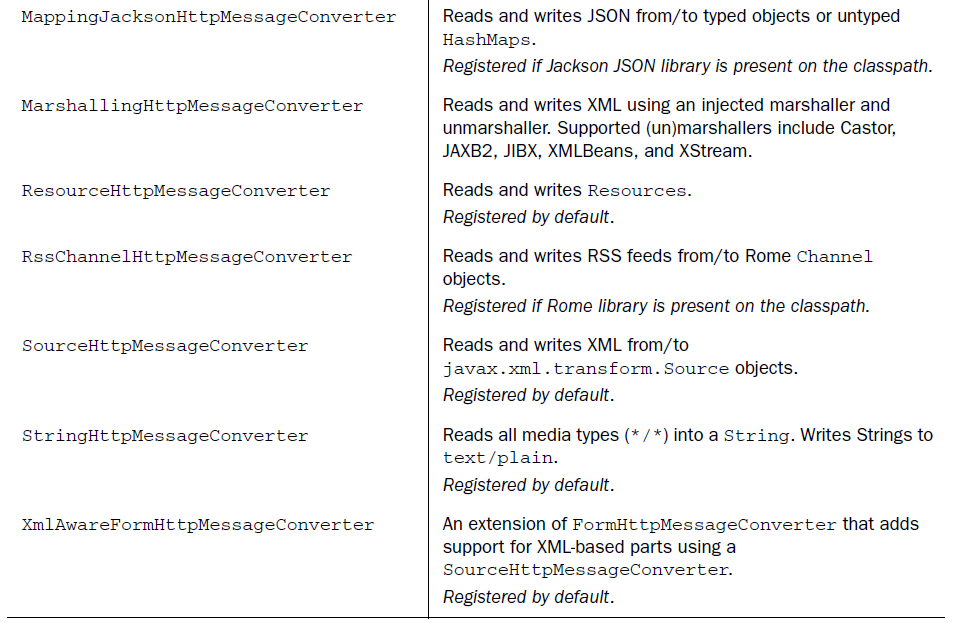 MappingJacksonHttpMessageConverter
Reads and writes JSON from/to typed objects or untyped
HashMaps.
Registered if Jackson JSON library is present on the classpath.
MarshallingHttpMessageConverter
Reads and writes XML using an injected marshaller and
unmarshaller. Supported (un)marshallers include Castor,
JAXB2, JIBX, XMLBeans, and XStream.
ResourceHttpMessageConverter
Reads and writes Resources.
Registered by default.
RssChannelHttpMessageConverter
Reads and writes RSS feeds from/to Rome Channel
objects.
Registered if Rome library is present on the classpath.
SourceHttpMessageConverter
Reads and writes XML from/to
javax.xml.transform.Source objects.
Registered by default.
StringHttpMessageConverter
Reads all media types (*/*) into a String. Writes Strings to
text/plain.
Registered by default.
XmlAwareFormHttpMessageConverter
An extension of FormHttpMessageConverter that adds
support for XML-based parts using a
SourceHttpMessageConverter.
Registered by default.